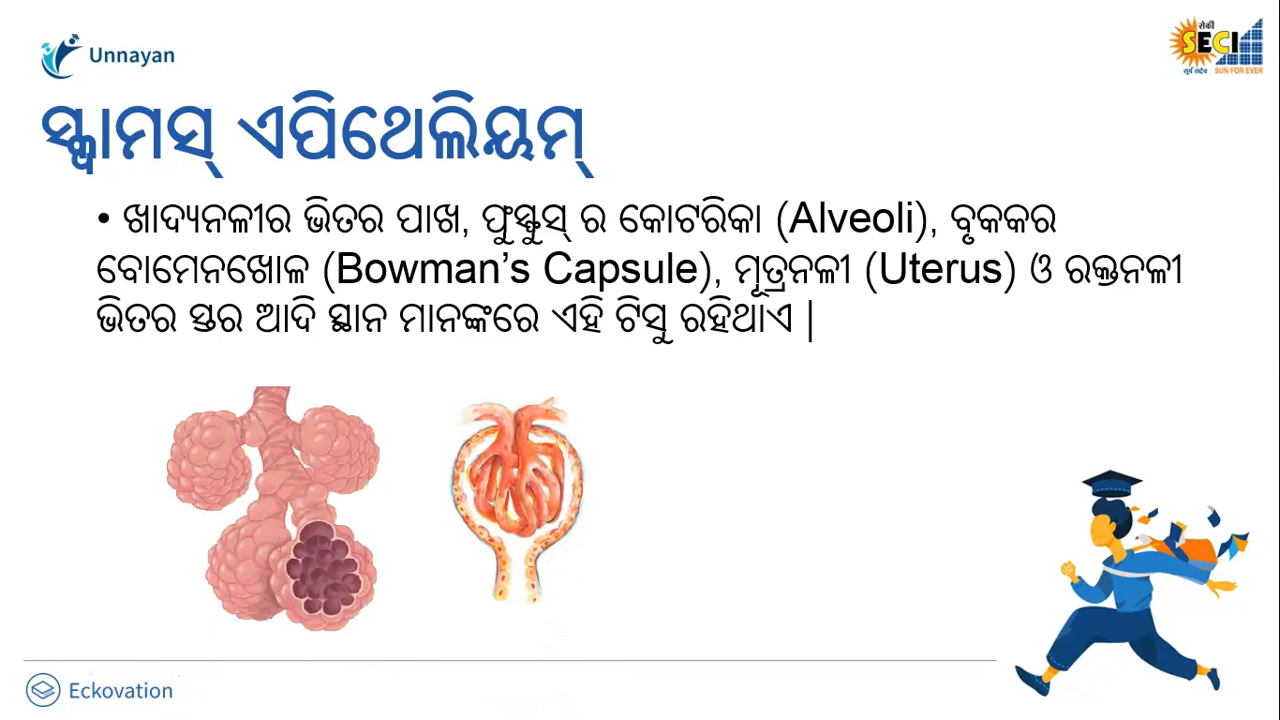 Unnayan
सेकी
SECI
सूर्य सदैव SUN FOR EVER
ସ୍କ୍ବାମସ୍ ଏପିଥେଲିୟମ୍
• ଖାଦ୍ୟନଳୀର ଭିତର ପାଖ, ଫୁସ୍ଫୁସ୍ ର କୋଟରିକା (Alveoli), ବୃକକର
ବୋମେନଖୋଳ (Bowman’s Capsule), ମୂତ୍ରନଳୀ (Uterus) ଓ ରକ୍ତନଳୀ
ଭିତର ସ୍ତର ଆଦି ସ୍ଥାନ ମାନଙ୍କରେ ଏହି ଟିସୁ ରହିଥାଏ |
Eckovation